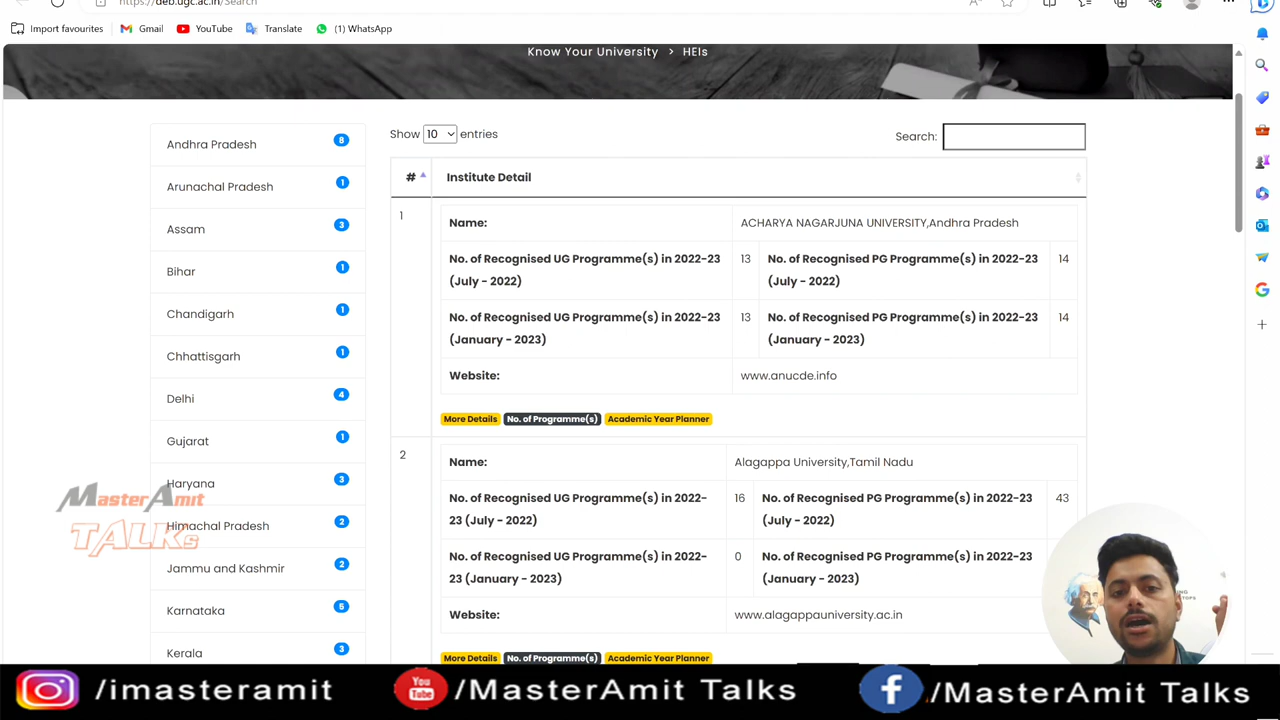 https://deb.ugc.ac.in/Search
Import favourites
Gmail
YouTube
Translate
(1) WhatsApp
Know Your University > HEIs
Andhra Pradesh 8
Arunachal Pradesh 1
Assam 3
Bihar 1
Chandigarh 1
Chhattisgarh 1
Delhi 4
Gujarat 1
Haryana 3
Himachal Pradesh 2
Jammu and Kashmir 2
Karnataka 5
Kerala 3
Show 10 entries
Search:
# Institute Detail
1
Name: ACHARYA NAGARJUNA UNIVERSITY,Andhra Pradesh
No. of Recognised UG Programme(s) in 2022-23
(July - 2022)
13
No. of Recognised PG Programme(s) in 2022-23
(July - 2022)
14
No. of Recognised UG Programme(s) in 2022-23
(January - 2023)
13
No. of Recognised PG Programme(s) in 2022-23
(January - 2023)
14
Website: www.anucde.info
More Details No. of Programme(s) Academic Year Planner
2
Name: Alagappa University,Tamil Nadu
No. of Recognised UG Programme(s) in 2022-
23 (July - 2022)
16
No. of Recognised PG Programme(s) in 2022-23
(July - 2022)
43
No. of Recognised UG Programme(s) in 2022-
23 (January - 2023)
0
No. of Recognised PG Programme(s) in 2022-23
(January - 2023)
Website: www.alagappauniversity.ac.in
More Details No. of Programme(s) Academic Year Planner
MasterAmit
TALKs
/imasteramit
You
Tube
/MasterAmit Talks
/MasterAmit Talks